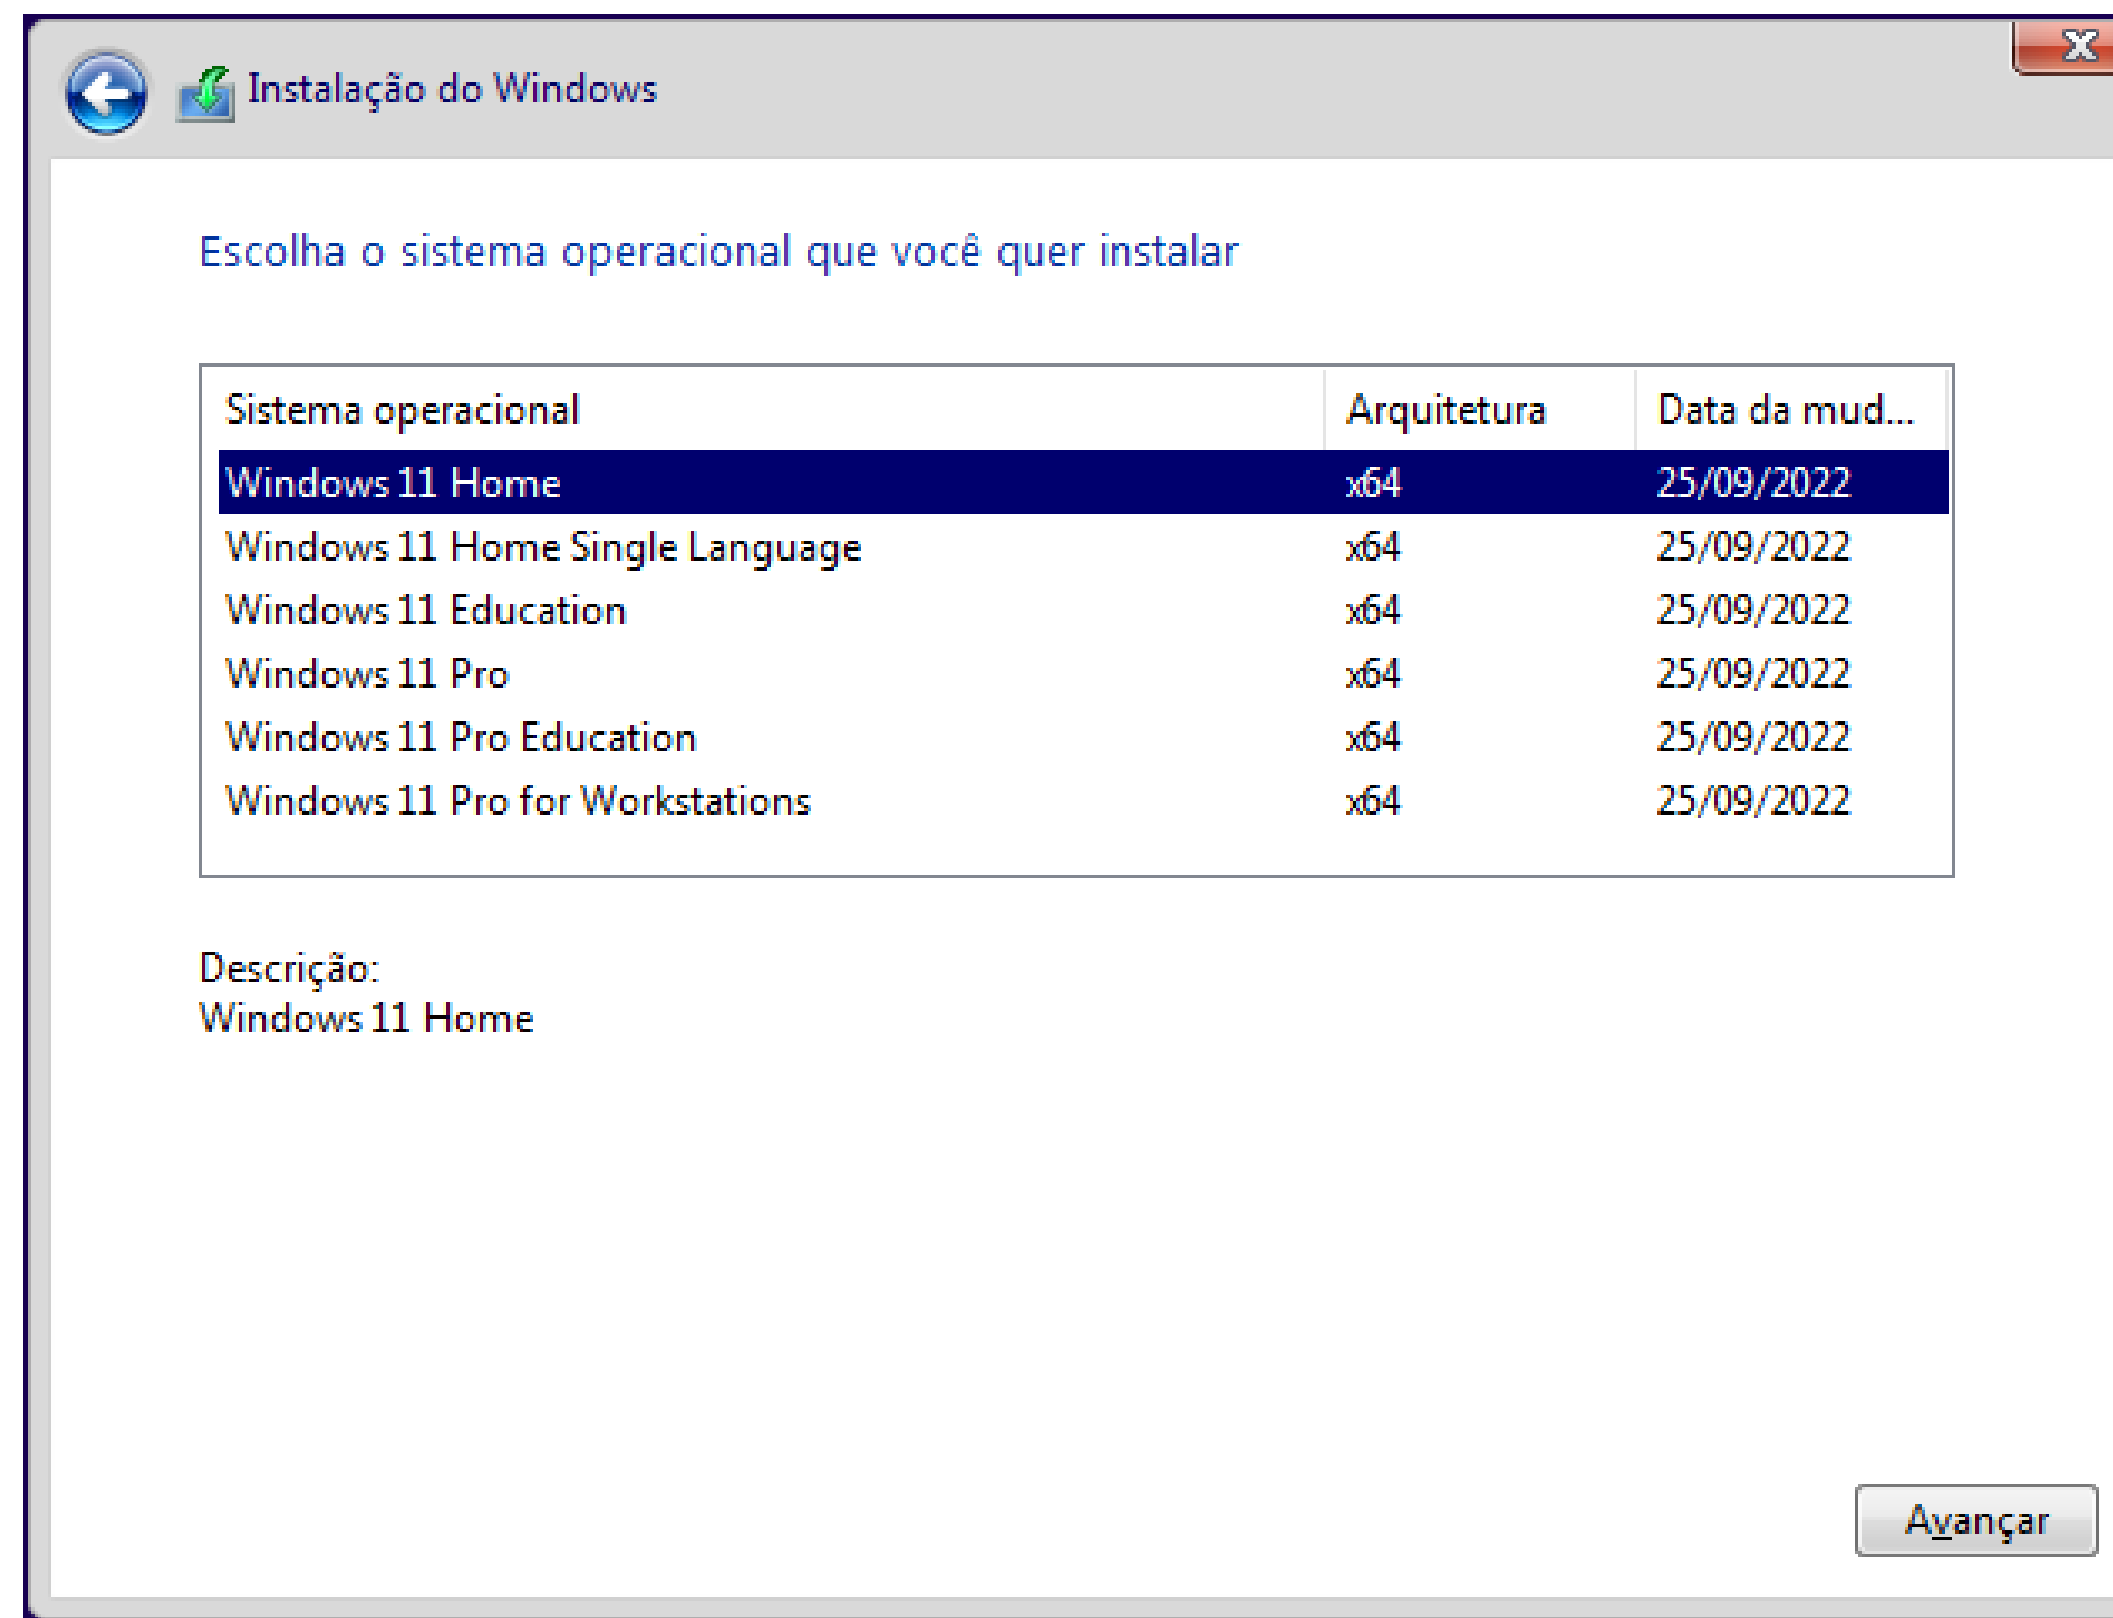 Instalação do Windows
Escolha o sistema operacional que você quer instalar
Sistema operacional Arquitetura Data da mud...
Windows 11 Home x64 25/09/2022
Windows 11 Home Single Language x64 25/09/2022
Windows 11 Education x64 25/09/2022
Windows 11 Pro x64 25/09/2022
Windows 11 Pro Education x64 25/09/2022
Windows 11 Pro for Workstations x64 25/09/2022
Descrição:
Windows 11 Home
Avançar